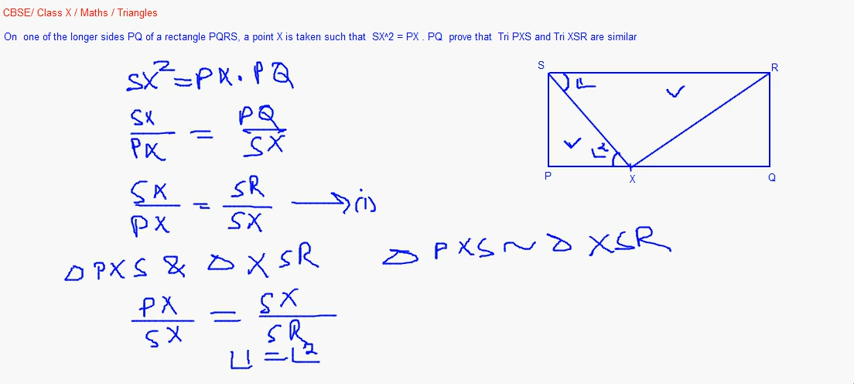 CBSE/ Class X / Maths / Triangles
On one of the longer sides PQ of a rectangle PQRS, a point X is taken such that SX^2 = PX . PQ prove that Tri PXS and Tri XSR are similar
SX²=PX.PQ
SX/PX = PQ/SX
SX/PX = SR/SX →(i)
△PXS & △XSR
△PXS~△XSR
PX/SX = SX/SR
∠1=∠2
S
R
∠1
∠2
P
X
Q